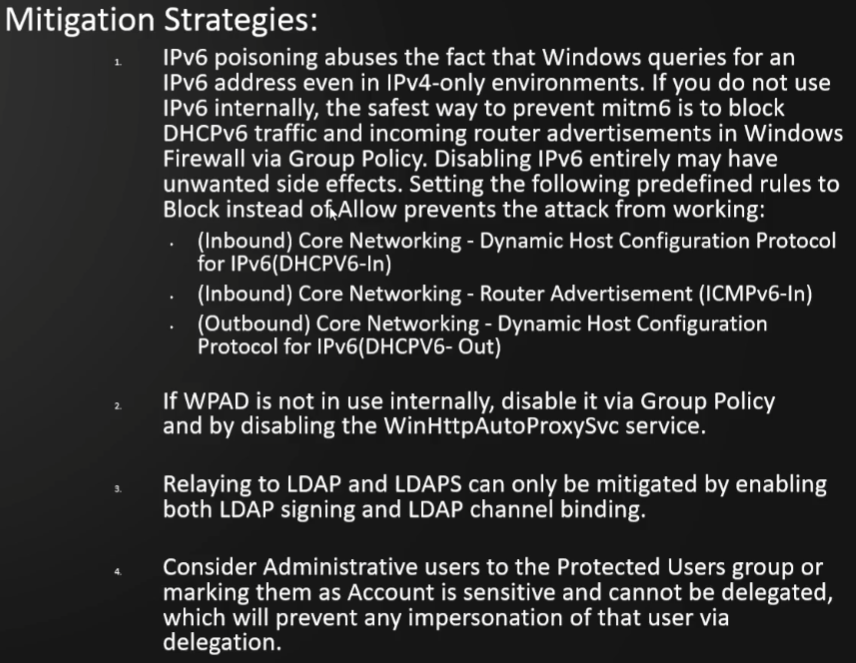 Mitigation Strategies:
1. IPv6 poisoning abuses the fact that Windows queries for an
IPv6 address even in IPv4-only environments. If you do not use
IPv6 internally, the safest way to prevent mitm6 is to block
DHCPv6 traffic and incoming router advertisements in Windows
Firewall via Group Policy. Disabling IPv6 entirely may have
unwanted side effects. Setting the following predefined rules to
Block instead of Allow prevents the attack from working:
· (Inbound) Core Networking - Dynamic Host Configuration Protocol
for IPv6(DHCPV6-In)
· (Inbound) Core Networking - Router Advertisement (ICMPv6-In)
· (Outbound) Core Networking - Dynamic Host Configuration
Protocol for IPv6(DHCPV6- Out)
2. If WPAD is not in use internally, disable it via Group Policy
and by disabling the WinHttpAutoProxySvc service.
3. Relaying to LDAP and LDAPS can only be mitigated by enabling
both LDAP signing and LDAP channel binding.
4. Consider Administrative users to the Protected Users group or
marking them as Account is sensitive and cannot be delegated,
which will prevent any impersonation of that user via
delegation.